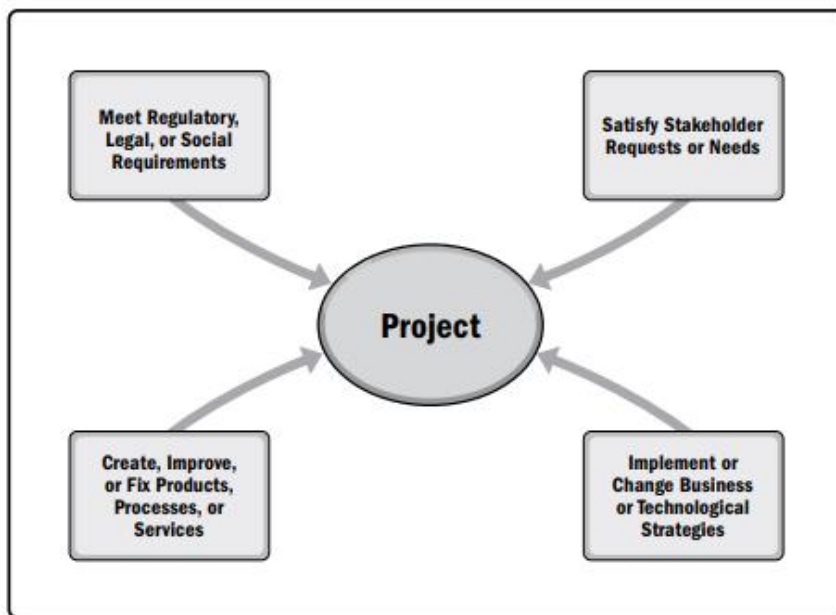 Meet Regulatory,
Legal, or Social
Requirements
Satisfy Stakeholder
Requests or Needs
Project
Create, Improve,
or Fix Products,
Processes, or
Services
Implement or
Change Business
or Technological
Strategies